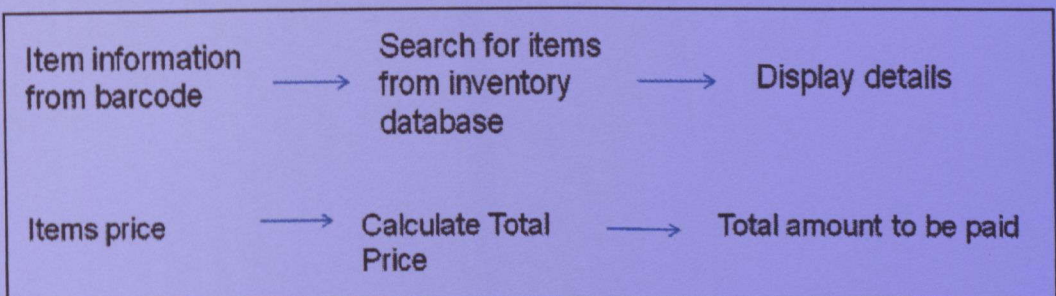 Item information
from barcode
Search for items
from inventory
database
Display details
Items price
Calculate Total
Price
Total amount to be paid